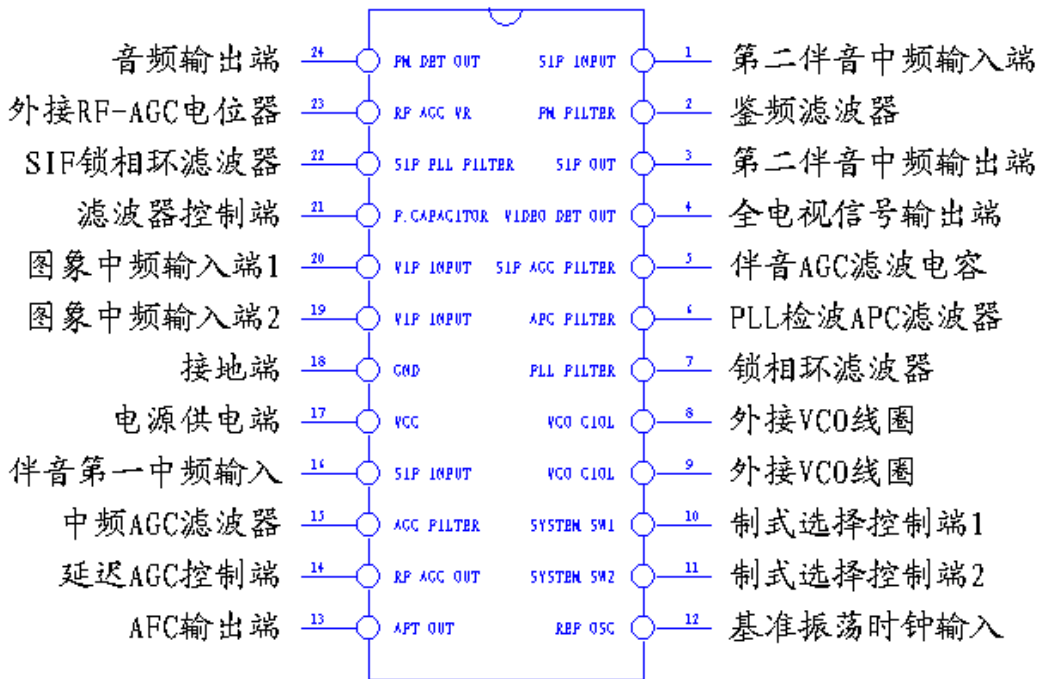 音频输出端 24 FM DET OUT SIF INPUT 1 第二伴音中频输入端
外接RF-AGC电位器 23 RF AGC VR FM FILTER 2 鉴频滤波器
SIF锁相环滤波器 22 SIF PLL FILTER SIF OUT 3 第二伴音中频输出端
滤波器控制端 21 F.CAPACITOR VIDEO DET OUT 4 全电视信号输出端
图象中频输入端1 20 VIF INPUT SIF AGC FILTER 5 伴音AGC滤波电容
图象中频输入端2 19 VIF INPUT APC FILTER 6 PLL检波APC滤波器
接地端 18 GND PLL FILTER 7 锁相环滤波器
电源供电端 17 VCC VCO CIOL 8 外接VCO线圈
伴音第一中频输入 16 SIF INPUT VCO CIOL 9 外接VCO线圈
中频AGC滤波器 15 AGC FILTER SYSTEM SW1 10 制式选择控制端1
延迟AGC控制端 14 RF AGC OUT SYSTEM SW2 11 制式选择控制端2
AFC输出端 13 AFT OUT REF OSC 12 基准振荡时钟输入